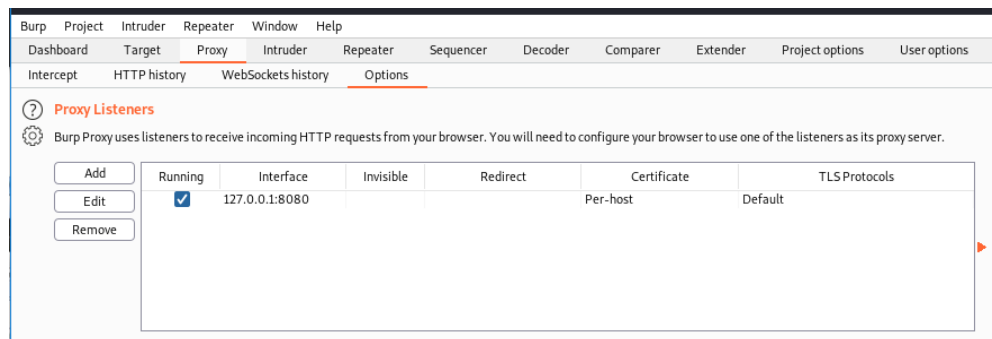 Burp Project Intruder Repeater Window Help
Dashboard Target Proxy Intruder Repeater Sequencer Decoder Comparer Extender Project options User options
Intercept HTTP history WebSockets history Options
? Proxy Listeners
Burp Proxy uses listeners to receive incoming HTTP requests from your browser. You will need to configure your browser to use one of the listeners as its proxy server.
Add Running Interface Invisible Redirect Certificate TLS Protocols
Edit 127.0.0.1:8080 Per-host Default
Remove